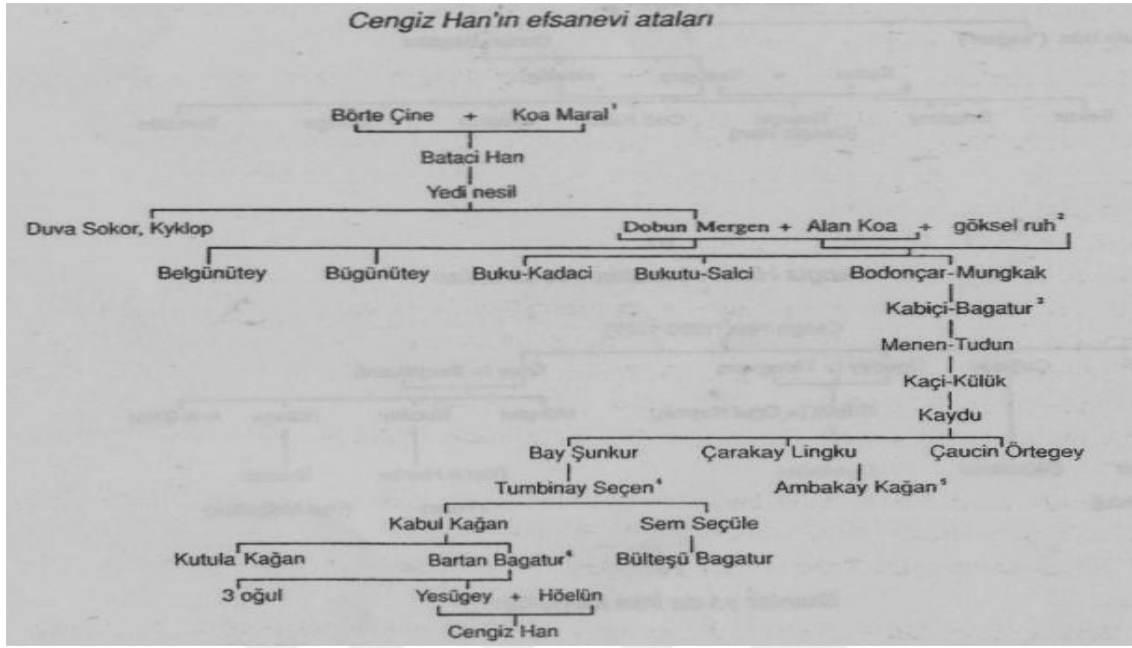 Cengiz Han'ın efsanevi ataları
Börte Çine + Koa Maral¹
Bataci Han
Yedi nesil
Duva Sokor, Kyklop Dobun Mergen + Alan Koa + göksel ruh²
Belgünütey Bügünütey Buku-Kadaci Bukutu-Salci Bodonçar-Mungkak
Kabiçi-Bagatur³
Menen-Tudun
Kaçi-Külük
Kaydu
Bay Şunkur Çarakay Lingku Çaucin Örtegey
Tumbinay Seçen⁴ Ambakay Kağan⁵
Kabul Kağan Sem Seçüle
Kutula Kağan Bartan Bagatur⁶ Bülteşü Bagatur
3 oğul Yesügey + Höelün
Cengiz Han